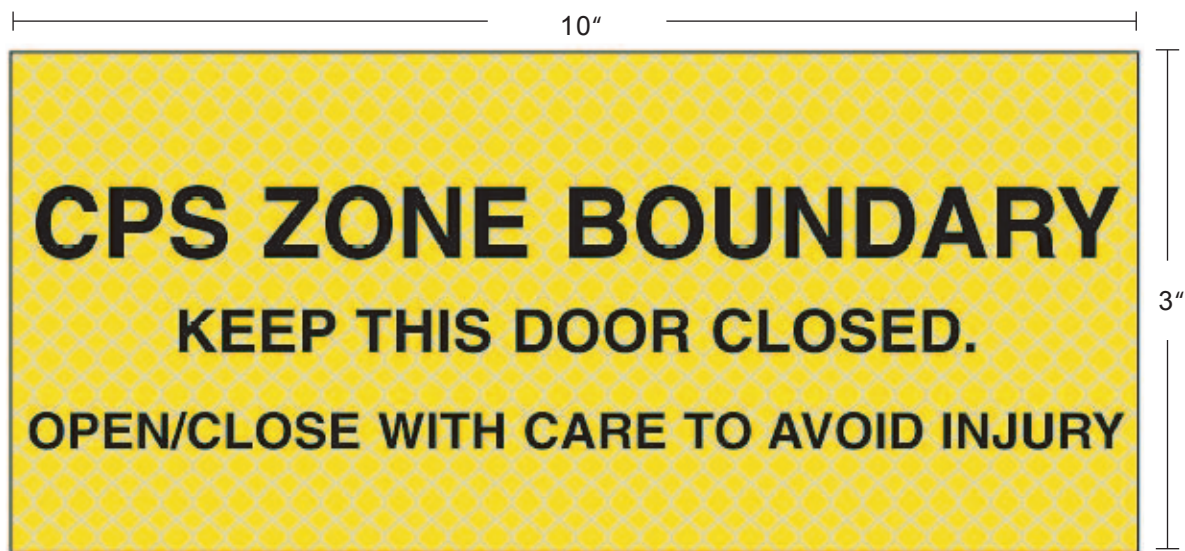 10“
CPS ZONE BOUNDARY
3“
KEEP THIS DOOR CLOSED.
OPEN/CLOSE WITH CARE TO AVOID INJURY